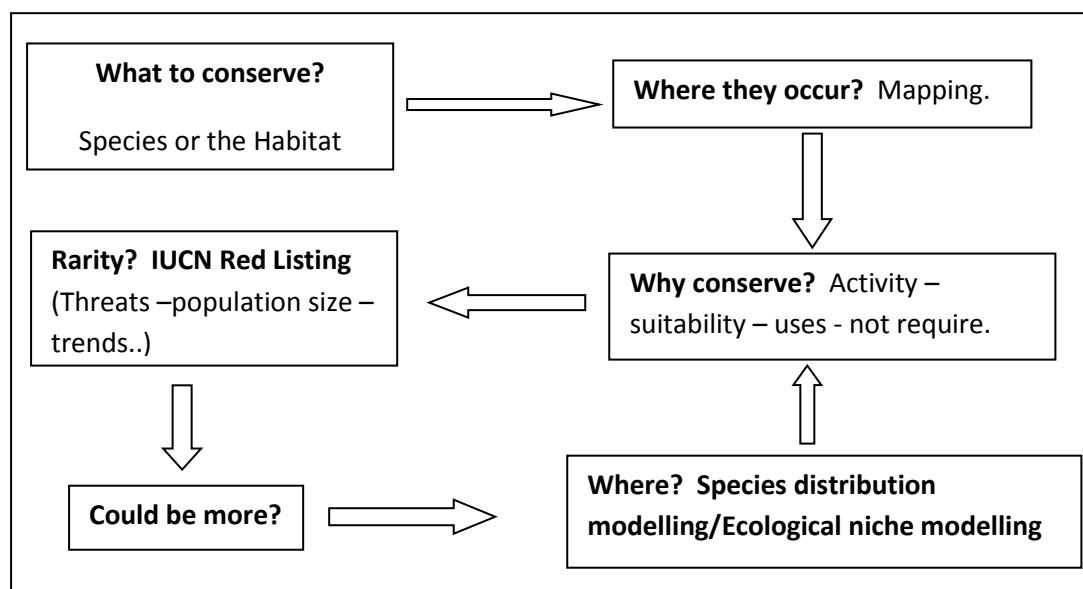 What to conserve?
Species or the Habitat
Where they occur? Mapping.
Why conserve? Activity –
suitability – uses - not require.
Rarity? IUCN Red Listing
(Threats –population size –
trends..)
Could be more?
Where? Species distribution
modelling/Ecological niche modelling